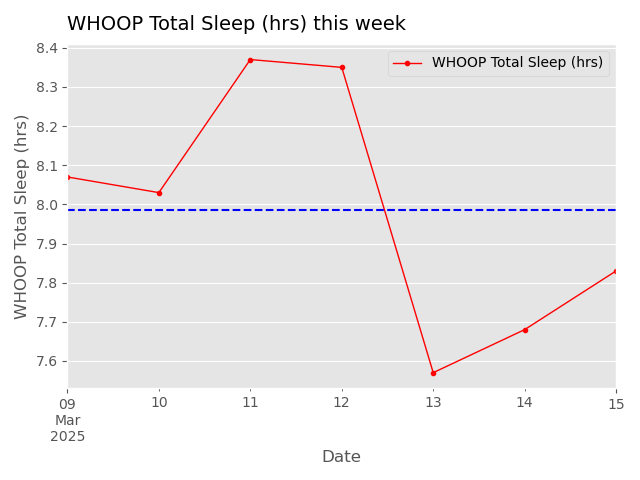 WHOOP Total Sleep (hrs) this week
WHOOP Total Sleep (hrs)
WHOOP Total Sleep (hrs)
8.4
8.3
8.2
8.1
8.0
7.9
7.8
7.7
7.6
09 10 11 12 13 14 15
Mar
2025
Date